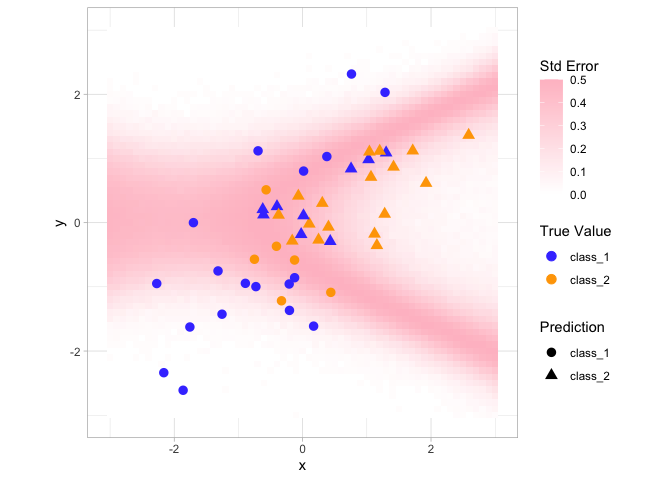 2
0
-2
y
-2
0
2
x
Std Error
0.5
0.4
0.3
0.2
0.1
0.0
True Value
class_1
class_2
Prediction
class_1
class_2